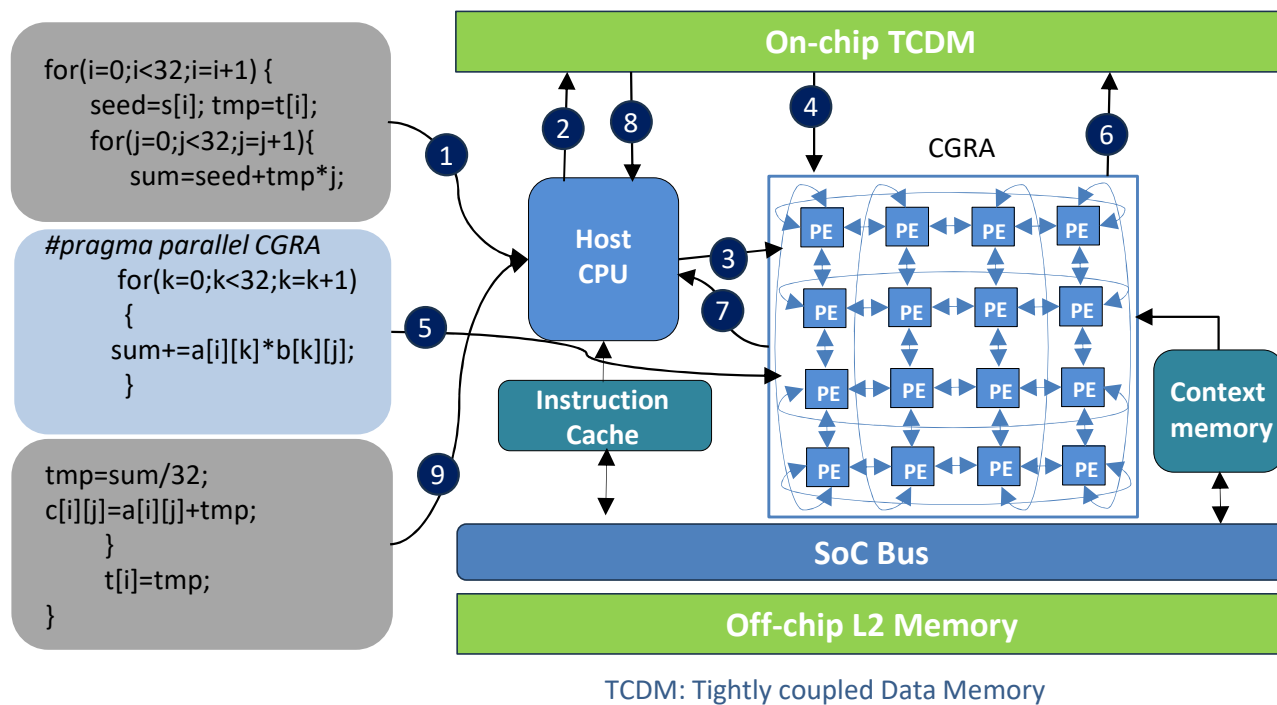 On-chip TCDM
for(i=0;i<32;i=i+1) {
seed=s[i]; tmp=t[i];
for(j=0;j<32;j=j+1){
sum=seed+tmp*j;
#pragma parallel CGRA
for(k=0;k<32;k=k+1)
{
sum+=a[i][k]*b[k][j];
}
tmp=sum/32;
c[i][j]=a[i][j]+tmp;
}
t[i]=tmp;
}
1
2
8
4
6
3
7
5
9
Host
CPU
Instruction
Cache
CGRA
PE PE PE PE
PE PE PE PE
PE PE PE PE
PE PE PE PE
Context
memory
SoC Bus
Off-chip L2 Memory
TCDM: Tightly coupled Data Memory